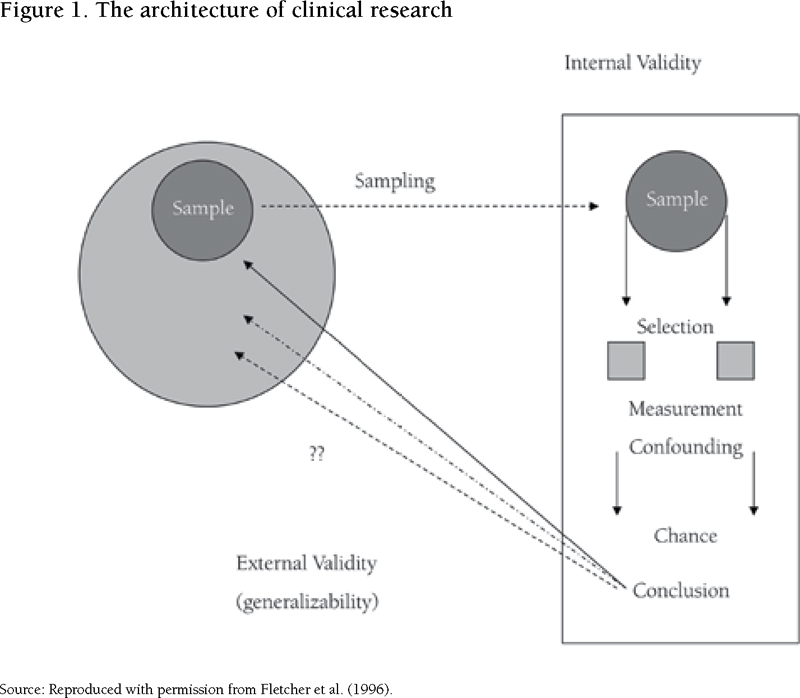 Figure 1. The architecture of clinical research
Internal Validity
Sample
Sampling
Sample
Selection
Measurement
Confounding
??
Chance
External Validity
(generalizability)
Conclusion
Source: Reproduced with permission from Fletcher et al. (1996).